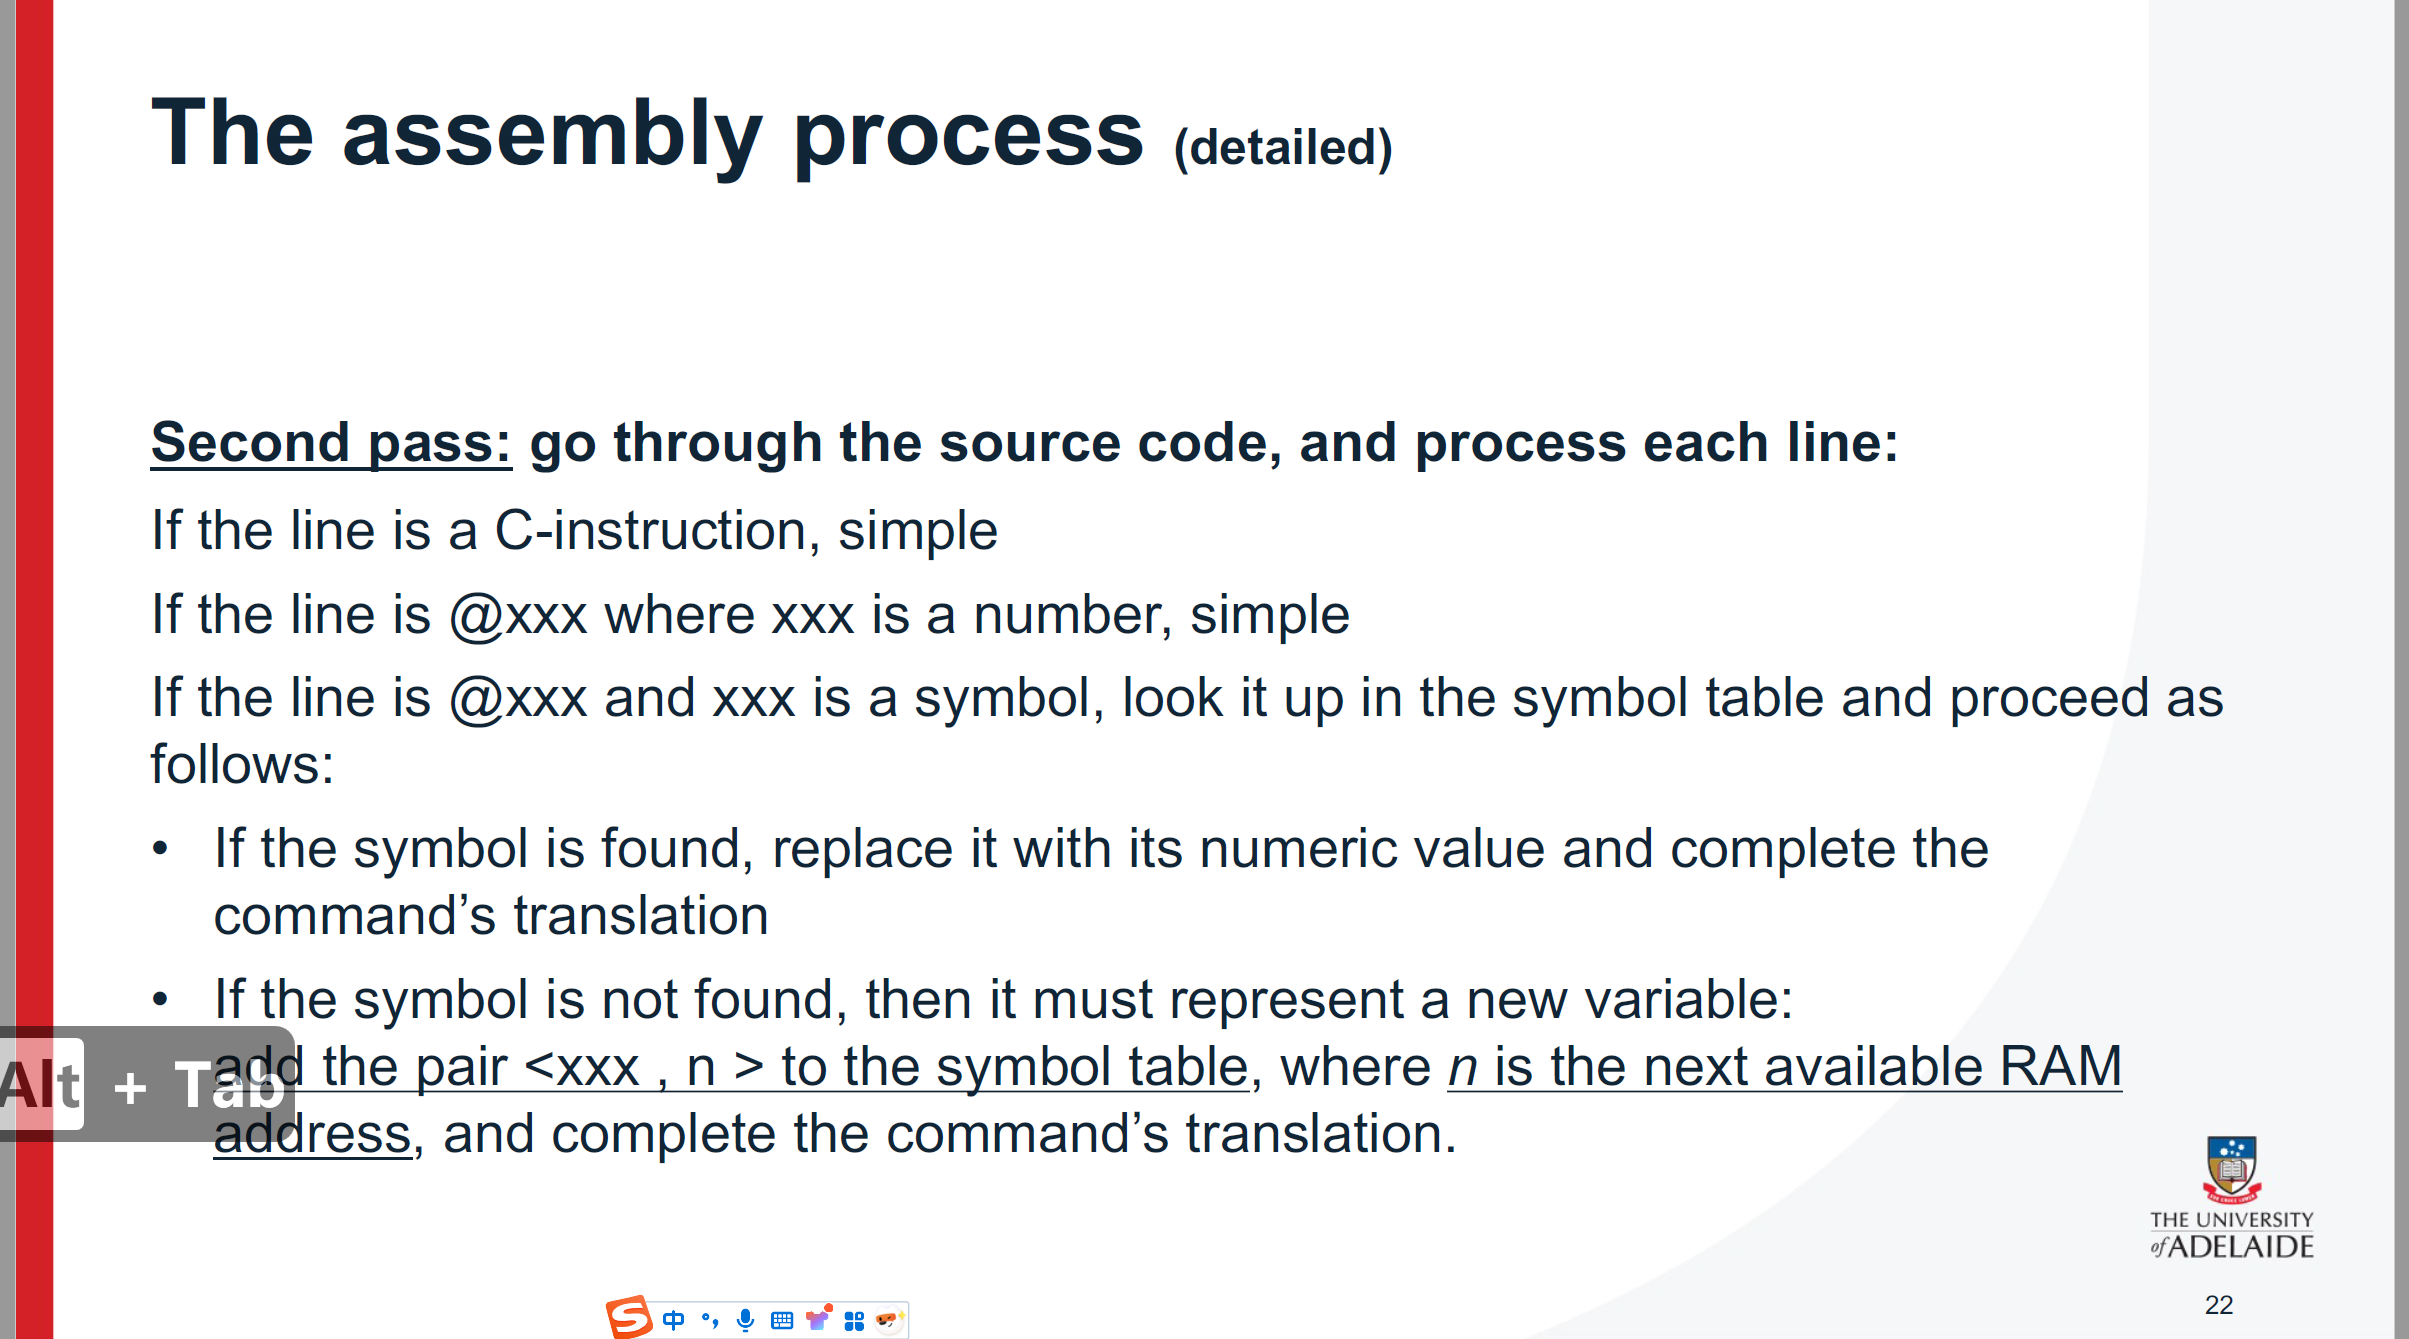 The assembly process (detailed)
Second pass: go through the source code, and process each line:
If the line is a C-instruction, simple
If the line is @xxx where xxx is a number, simple
If the line is @xxx and xxx is a symbol, look it up in the symbol table and proceed as
follows:
• If the symbol is found, replace it with its numeric value and complete the
command’s translation
• If the symbol is not found, then it must represent a new variable:
add the pair <xxx , n > to the symbol table, where n is the next available RAM
address, and complete the command’s translation.
Alt + Tab
THE UNIVERSITY
of ADELAIDE
22
S 中 °,